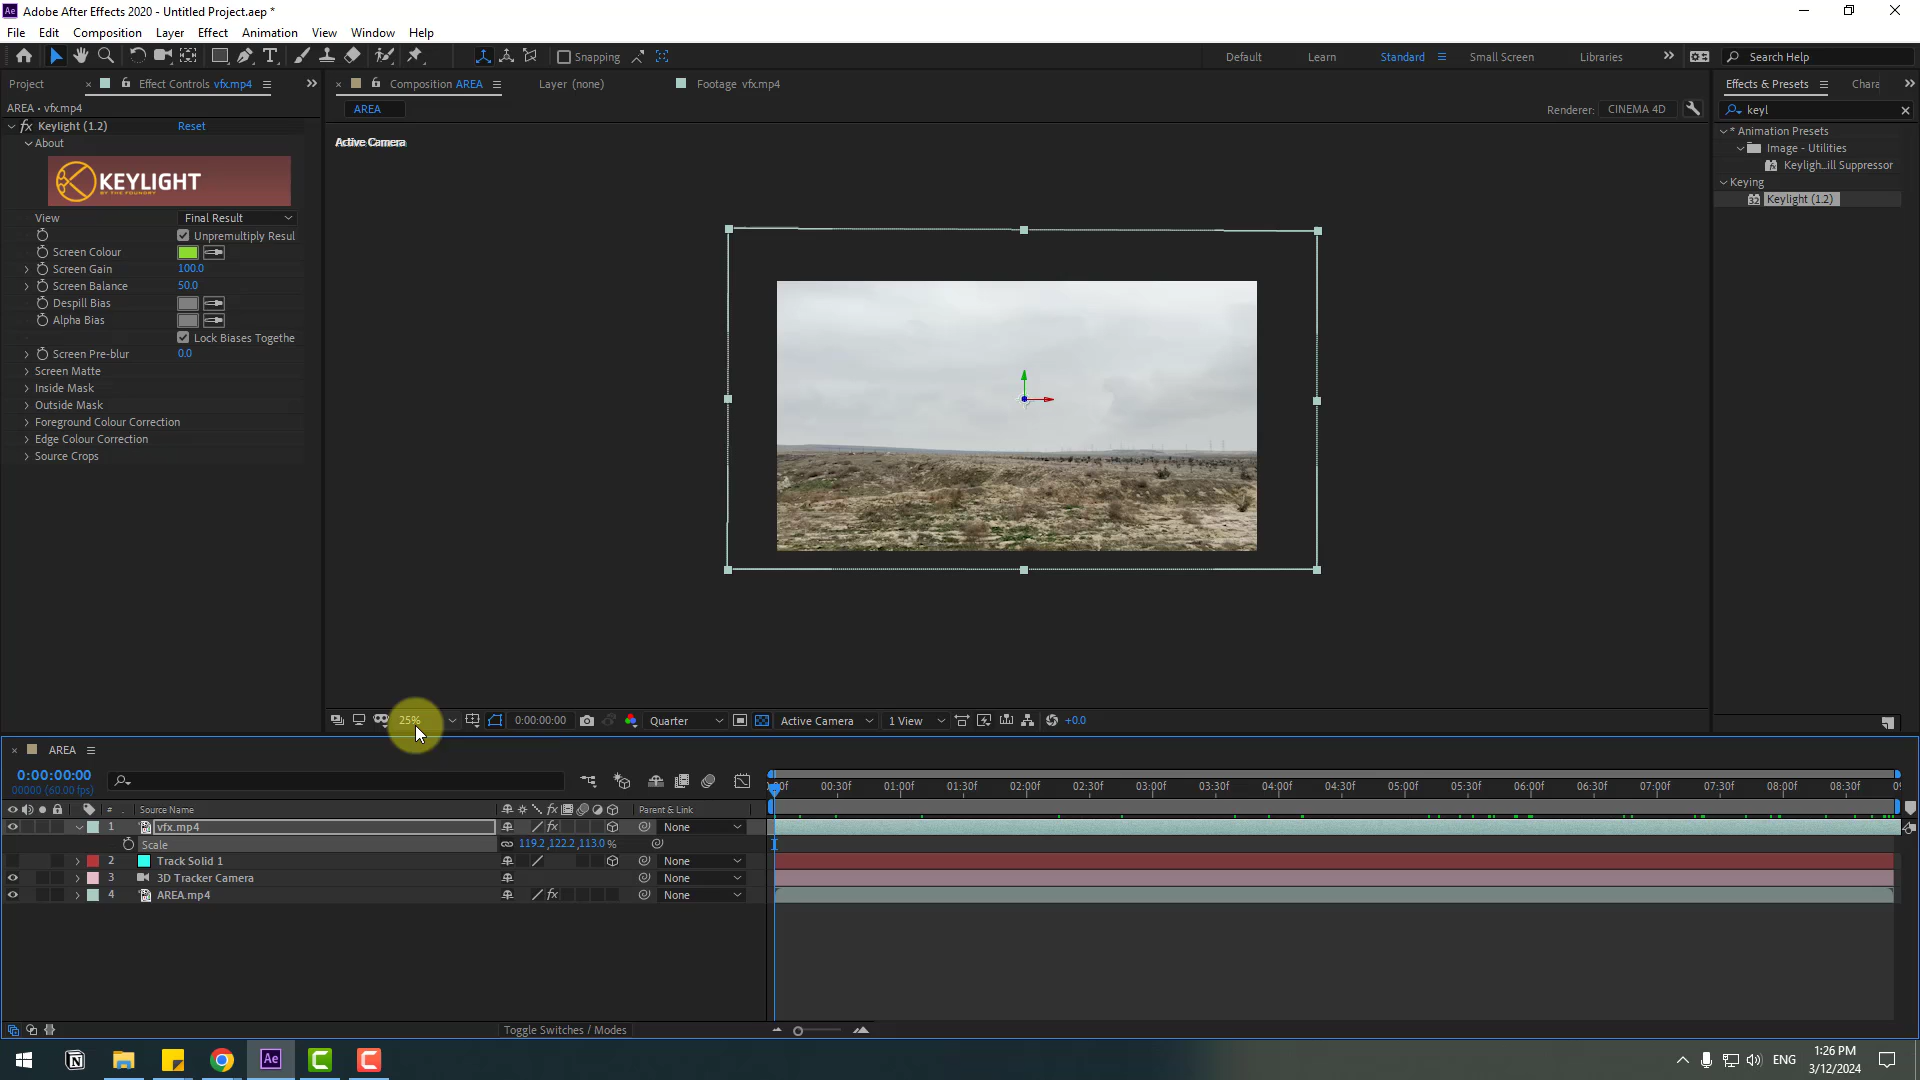 Adobe After Effects 2020 - Untitled Project.aep *
File Edit Composition Layer Effect Animation View Window Help
Snapping
Default Learn Standard Small Screen Libraries
Search Help
Project Effect Controls vfx.mp4
Composition AREA Layer (none) Footage vfx.mp4
Effects & Presets Chara
AREA • vfx.mp4
AREA
Renderer: CINEMA 4D
keyl
Keylight (1.2) Reset
About
KEYLIGHT
BY THE FOUNDRY
View Final Result
Unpremultiply Resul
Screen Colour
Screen Gain 100.0
Screen Balance 50.0
Despill Bias
Alpha Bias
Lock Biases Togethe
Screen Pre-blur 0.0
Screen Matte
Inside Mask
Outside Mask
Foreground Colour Correction
Edge Colour Correction
Source Crops
Active Camera
* Animation Presets
Image - Utilities
Keyligh...ill Suppressor
Keying
Keylight (1.2)
25% 0:00:00:00 Quarter Active Camera 1 View +0.0
AREA
0:00:00:00
00000 (60.00 fps)
00f 00:30f 01:00f 01:30f 02:00f 02:30f 03:00f 03:30f 04:00f 04:30f 05:00f 05:30f 06:00f 06:30f 07:00f 07:30f 08:00f 08:30f 09
# Source Name Parent & Link
1 vfx.mp4 None
Scale 119.2,122.2,113.0 %
2 Track Solid 1 None
3 3D Tracker Camera None
4 AREA.mp4 None
Toggle Switches / Modes
ENG
1:26 PM
3/12/2024